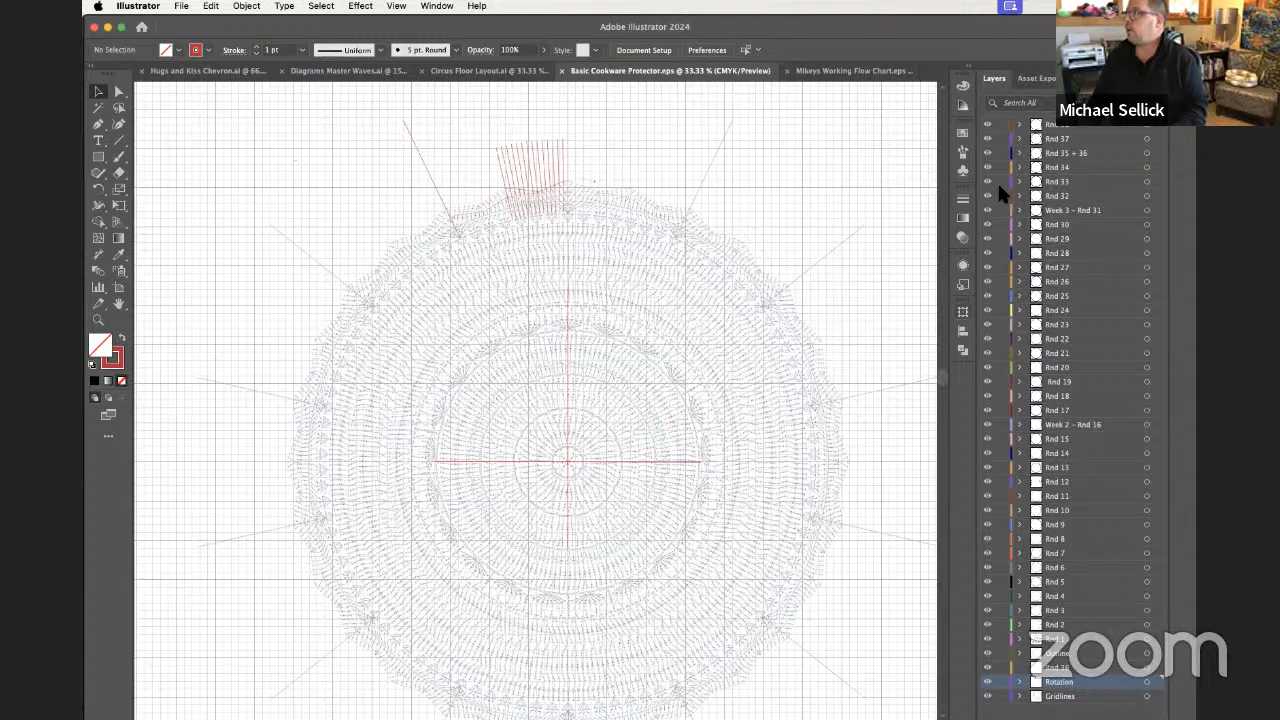 Illustrator File Edit Object Type Select Effect View Window Help
Adobe Illustrator 2024
No Selection Stroke: 1 pt Uniform 5 pt. Round Opacity: 100% Style: Document Setup Preferences
Hugs and Kiss Chevron.ai @ 66... Diagrams Master Waves.ai @ 15... Circus Floor Layout.ai @ 33.33 %... Basic Cookware Protector.eps @ 33.33 % (CMYK/Preview) Mikeys Working Flow Chart.eps ...
Layers Asset Expo
Search All
Michael Sellick
Rnd 37
Rnd 35 + 36
Rnd 34
Rnd 33
Rnd 32
Week 3 - Rnd 31
Rnd 30
Rnd 29
Rnd 28
Rnd 27
Rnd 26
Rnd 25
Rnd 24
Rnd 23
Rnd 22
Rnd 21
Rnd 20
Rnd 19
Rnd 18
Rnd 17
Week 2 - Rnd 16
Rnd 15
Rnd 14
Rnd 13
Rnd 12
Rnd 11
Rnd 10
Rnd 9
Rnd 8
Rnd 7
Rnd 6
Rnd 5
Rnd 4
Rnd 3
Rnd 2
Rnd 1
Outline
Rotation
Gridlines
zoom